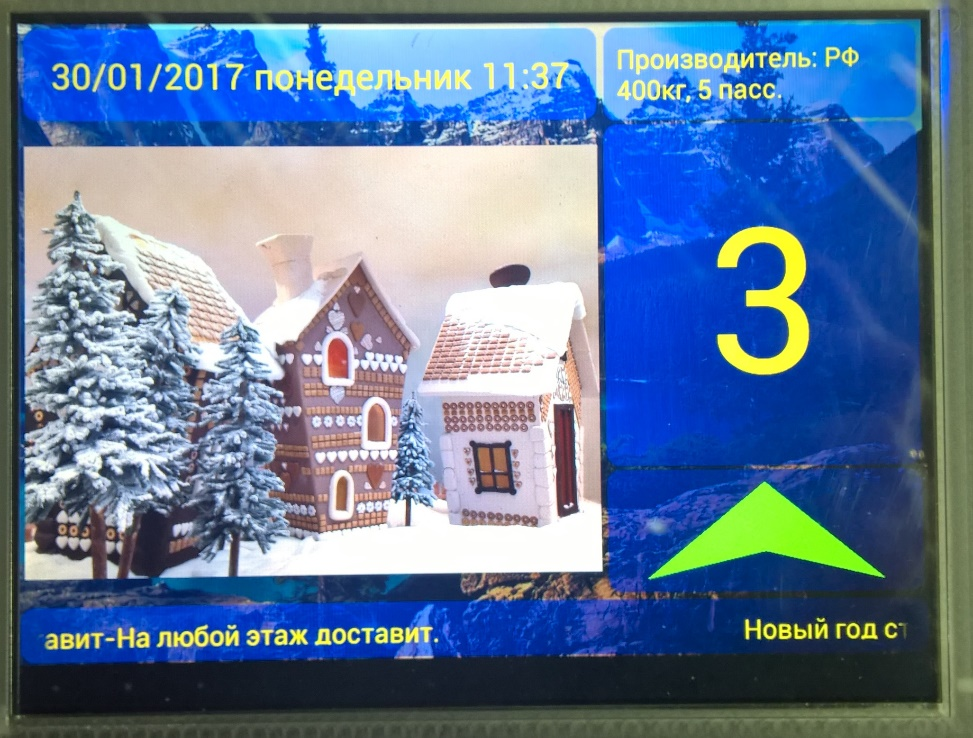 30/01/2017 понедельник 11:37
Производитель: РФ
400кг, 5 пасс.
3
авит-На любой этаж доставит. Новый год ст